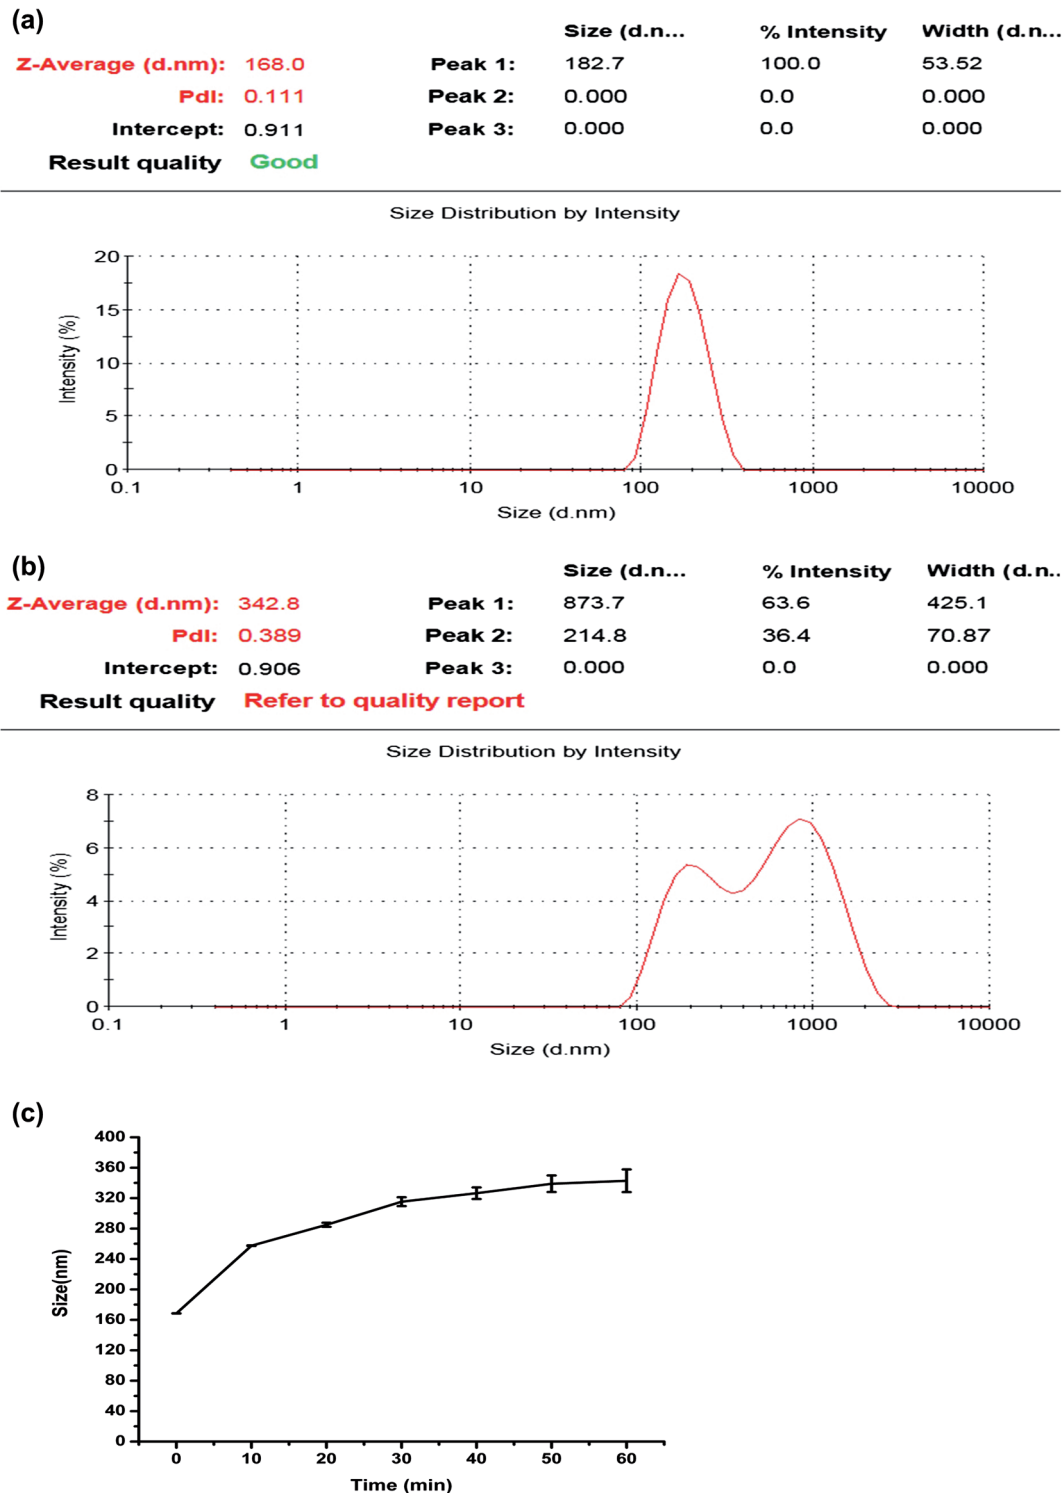 (a)
Size (d.n... % Intensity Width (d.n...
Z-Average (d.nm): 168.0 Peak 1: 182.7 100.0 53.52
PdI: 0.111 Peak 2: 0.000 0.0 0.000
Intercept: 0.911 Peak 3: 0.000 0.0 0.000
Result quality Good
Size Distribution by Intensity
20
15
10
5
0
Intensity (%)
0.1 1 10 100 1000 10000
Size (d.nm)
(b)
Size (d.n... % Intensity Width (d.n..
Z-Average (d.nm): 342.8 Peak 1: 873.7 63.6 425.1
PdI: 0.389 Peak 2: 214.8 36.4 70.87
Intercept: 0.906 Peak 3: 0.000 0.0 0.000
Result quality Refer to quality report
Size Distribution by Intensity
8
6
4
2
0
Intensity (%)
0.1 1 10 100 1000 10000
Size (d.nm)
(c)
400
360
320
280
240
200
160
120
80
40
0
Size(nm)
0 10 20 30 40 50 60
Time (min)